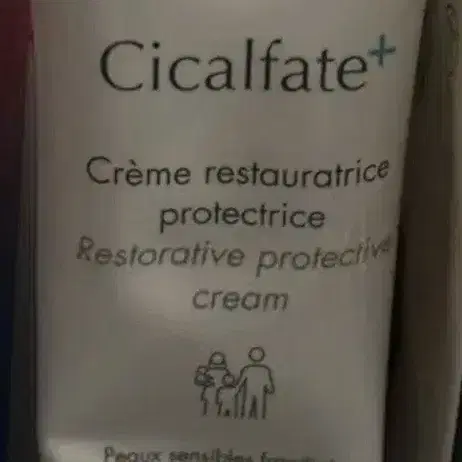 Cicalfate+
Crème restauratrice
protectrice
Restorative protective
cream
Peaux sensibles